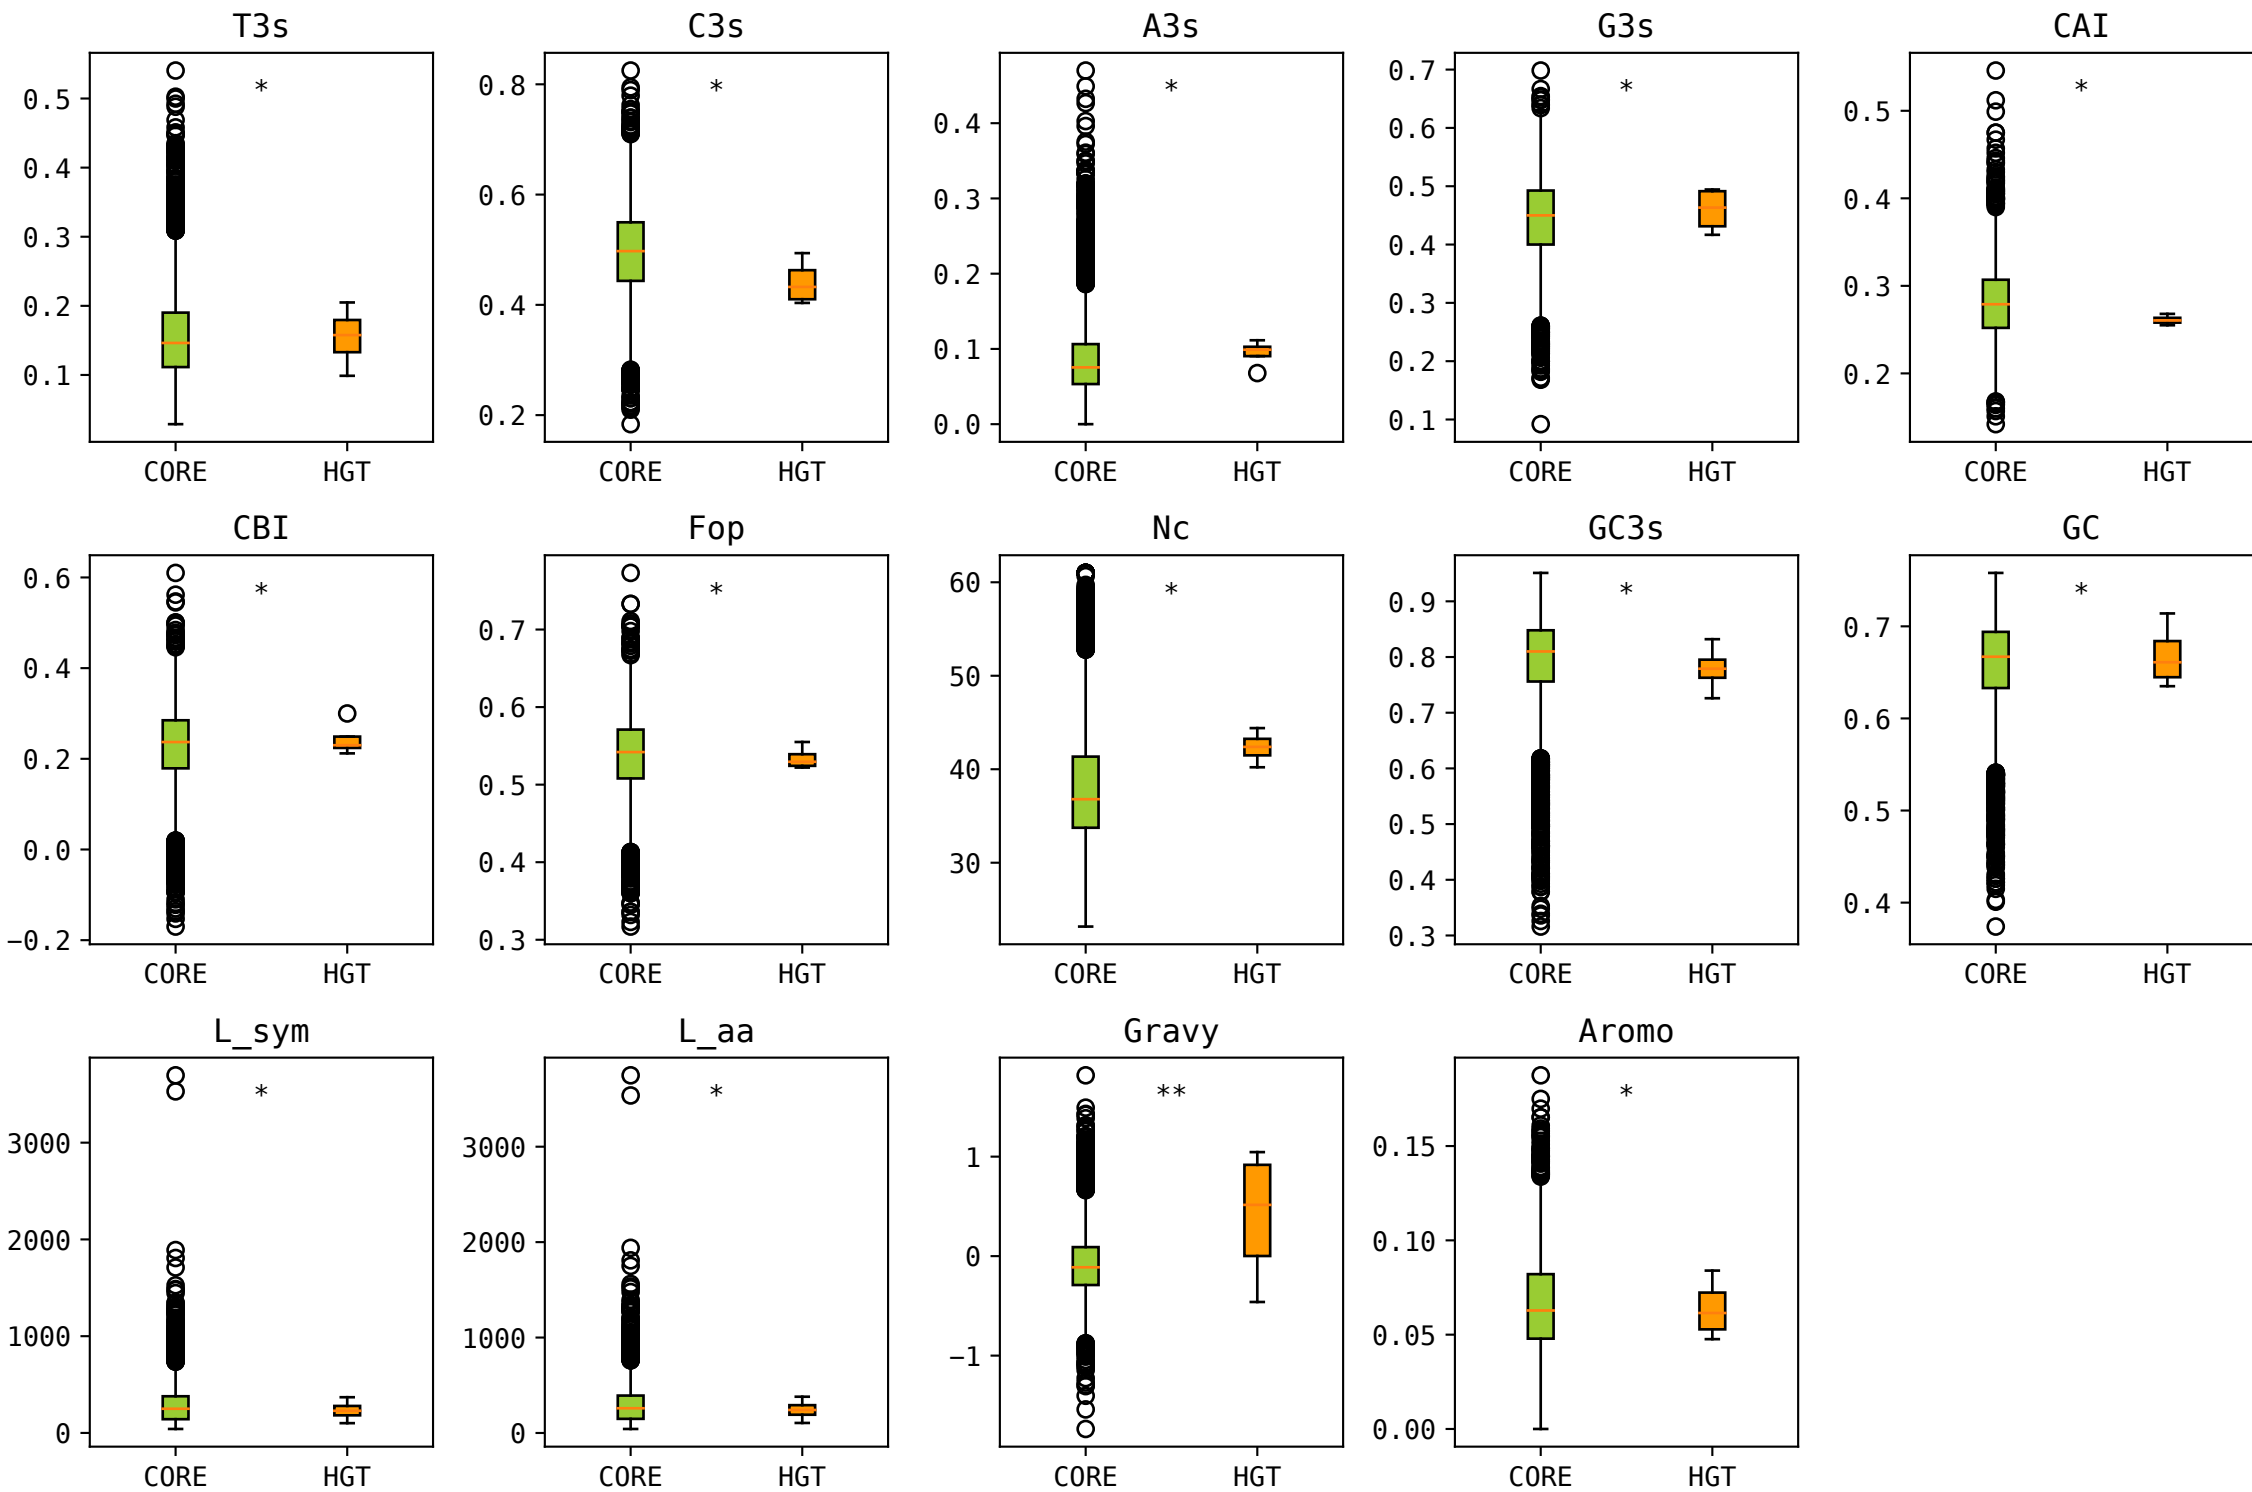 T3s C3s A3s G3s CAI
* * * * *
0.5 0.4 0.3 0.2 0.1
0.8 0.6 0.4 0.2
0.4 0.3 0.2 0.1 0.0
0.7 0.6 0.5 0.4 0.3 0.2 0.1
0.5 0.4 0.3 0.2
CORE HGT CORE HGT CORE HGT CORE HGT CORE HGT
CBI Fop Nc GC3s GC
* * * * *
0.6 0.4 0.2 0.0 −0.2
0.7 0.6 0.5 0.4 0.3
60 50 40 30
0.9 0.8 0.7 0.6 0.5 0.4 0.3
0.7 0.6 0.5 0.4
CORE HGT CORE HGT CORE HGT CORE HGT CORE HGT
L_sym L_aa Gravy Aromo
* * ** *
3000 2000 1000 0
3000 2000 1000 0
1 0 −1
0.15 0.10 0.05 0.00
CORE HGT CORE HGT CORE HGT CORE HGT